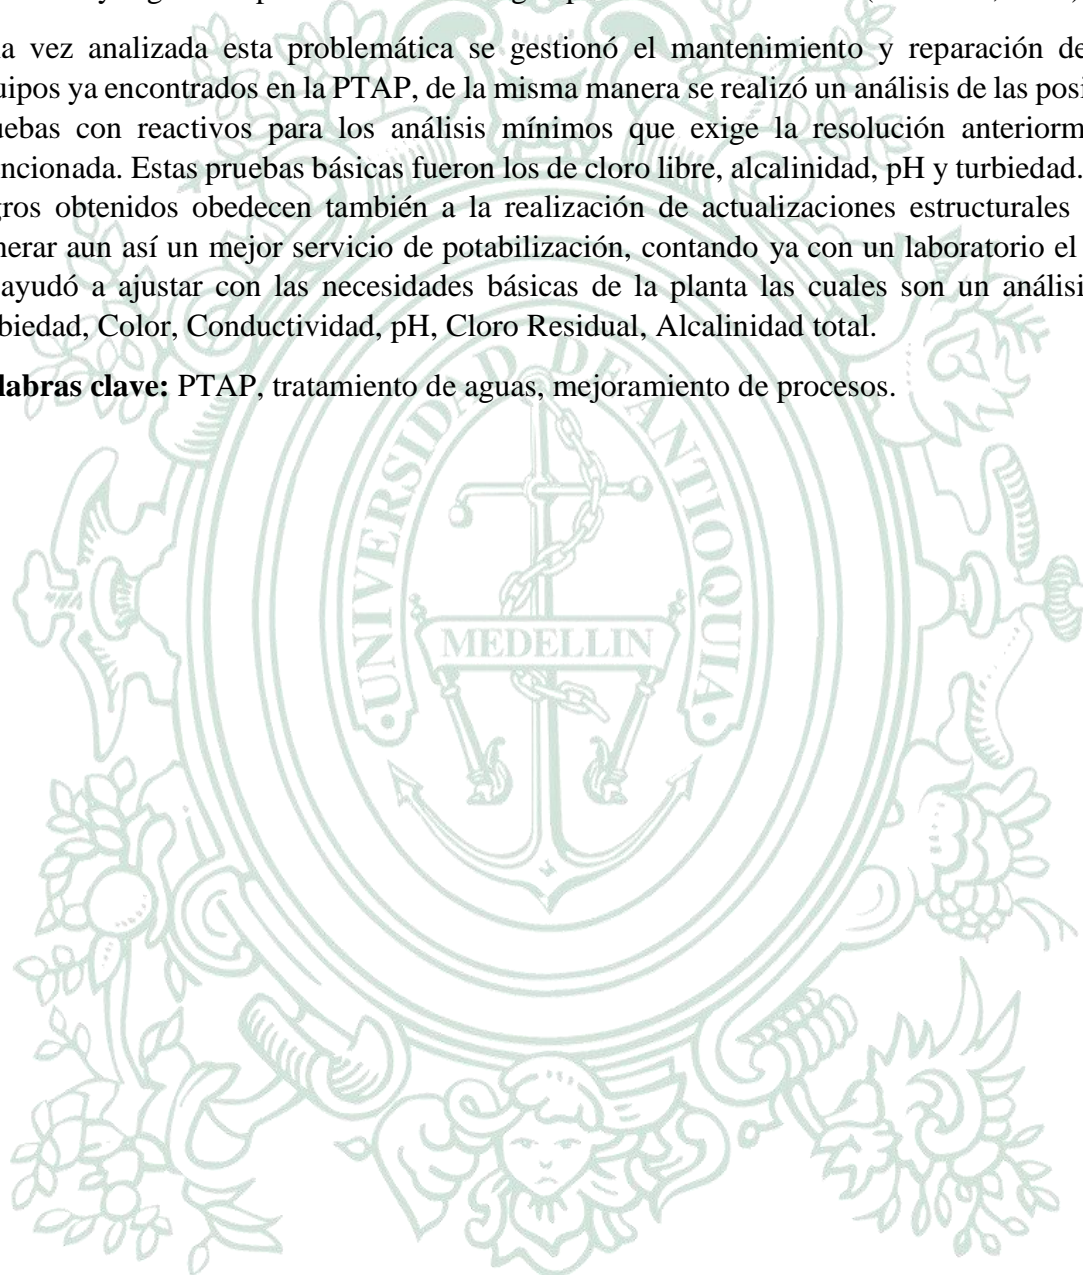 a vez analizada esta problemática se gestionó el mantenimiento y reparación de
uipos ya encontrados en la PTAP, de la misma manera se realizó un análisis de las posi
uebas con reactivos para los análisis mínimos que exige la resolución anteriorm
ncionada. Estas pruebas básicas fueron los de cloro libre, alcalinidad, pH y turbiedad.
gros obtenidos obedecen también a la realización de actualizaciones estructurales
nerar aun así un mejor servicio de potabilización, contando ya con un laboratorio el
ayudó a ajustar con las necesidades básicas de la planta las cuales son un análisi
biedad, Color, Conductividad, pH, Cloro Residual, Alcalinidad total.
labras clave: PTAP, tratamiento de aguas, mejoramiento de procesos.
UNIVERSIDAD DE ANTIOQUIA
MEDELLIN